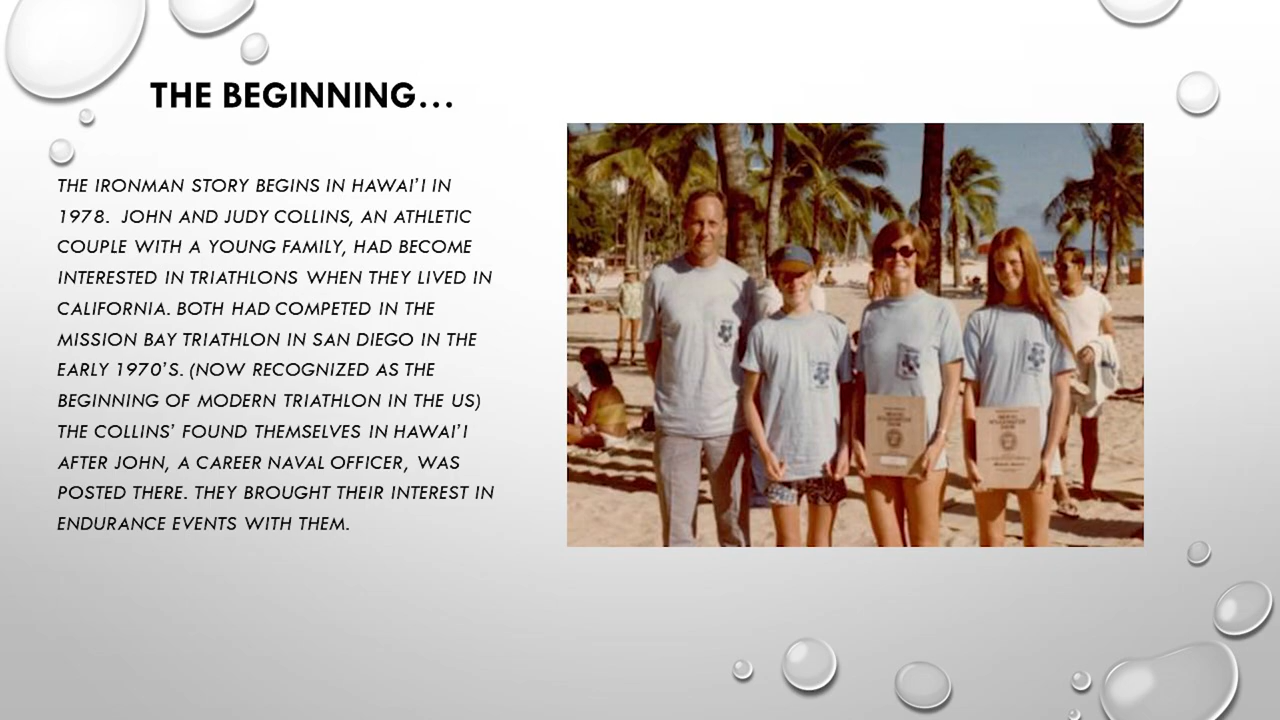 THE BEGINNING…
THE IRONMAN STORY BEGINS IN HAWAI’I IN
1978. JOHN AND JUDY COLLINS, AN ATHLETIC
COUPLE WITH A YOUNG FAMILY, HAD BECOME
INTERESTED IN TRIATHLONS WHEN THEY LIVED IN
CALIFORNIA. BOTH HAD COMPETED IN THE
MISSION BAY TRIATHLON IN SAN DIEGO IN THE
EARLY 1970’S. (NOW RECOGNIZED AS THE
BEGINNING OF MODERN TRIATHLON IN THE US)
THE COLLINS’ FOUND THEMSELVES IN HAWAI’I
AFTER JOHN, A CAREER NAVAL OFFICER, WAS
POSTED THERE. THEY BROUGHT THEIR INTEREST IN
ENDURANCE EVENTS WITH THEM.